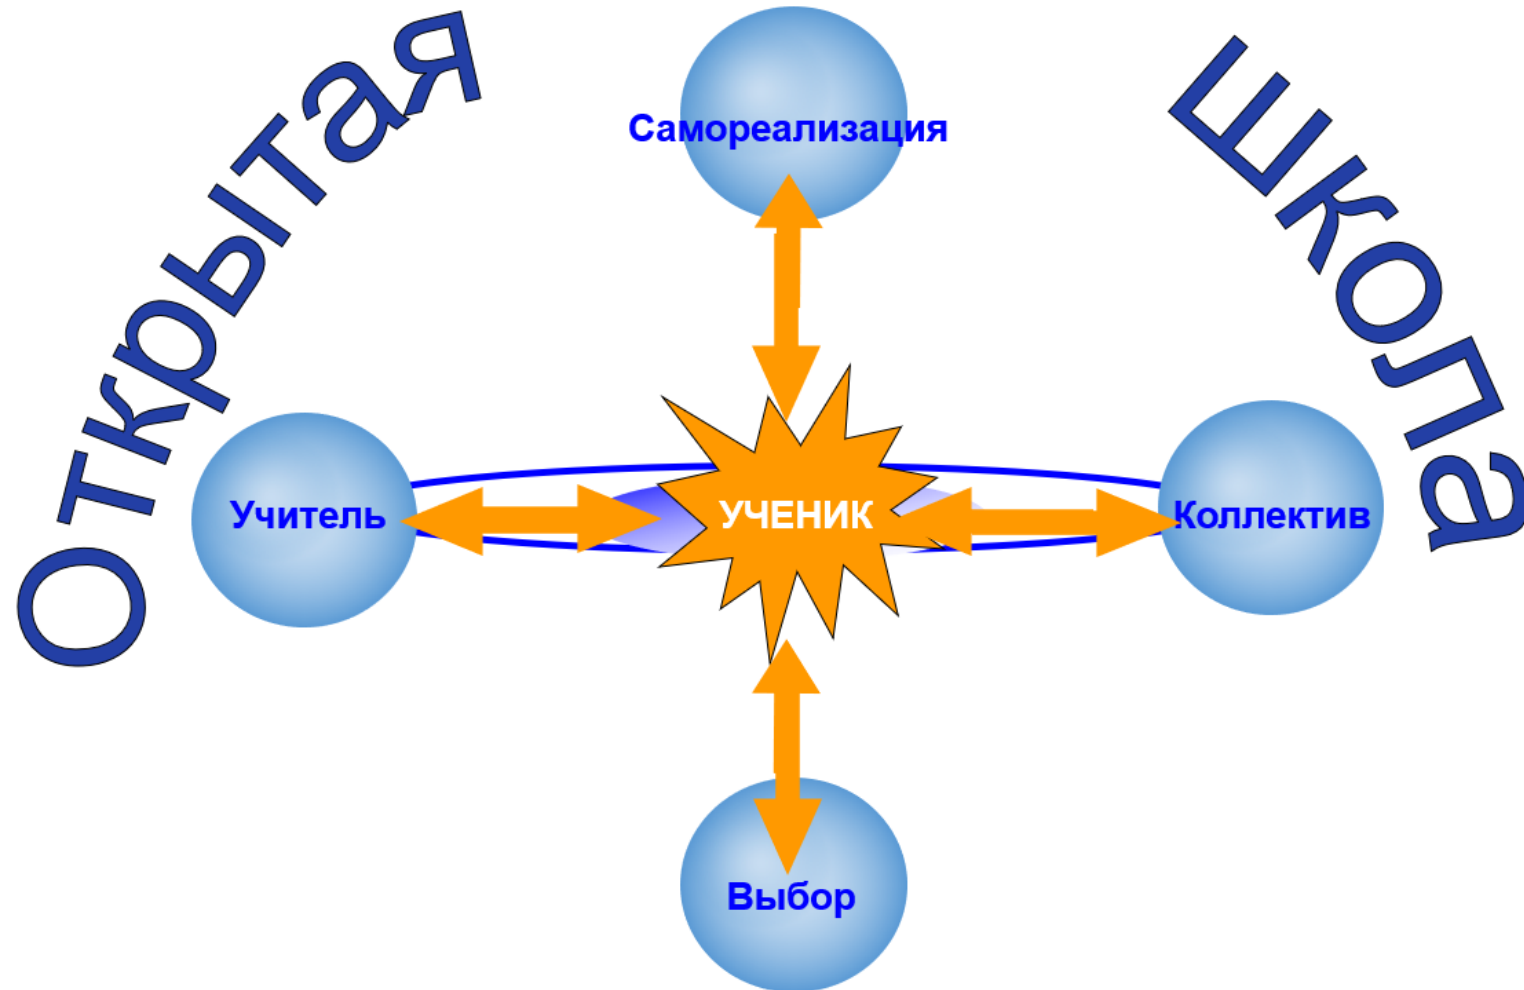 Открытая школа
Самореализация
Учитель
УЧЕНИК
Коллектив
Выбор